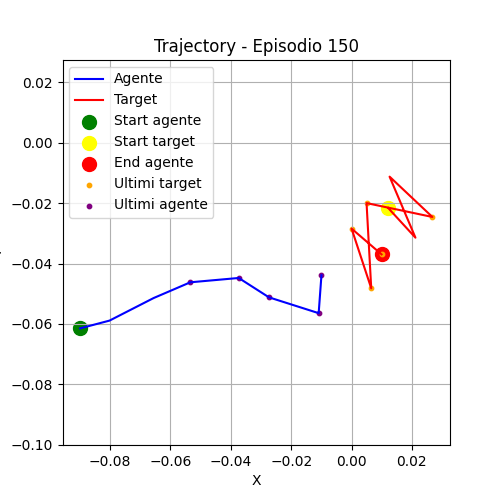 Trajectory - Episodio 150
Agente
Target
Start agente
Start target
End agente
Ultimi target
Ultimi agente
0.02
0.00
−0.02
−0.04
−0.06
−0.08
−0.10
−0.08
−0.06
−0.04
−0.02
0.00
0.02
X